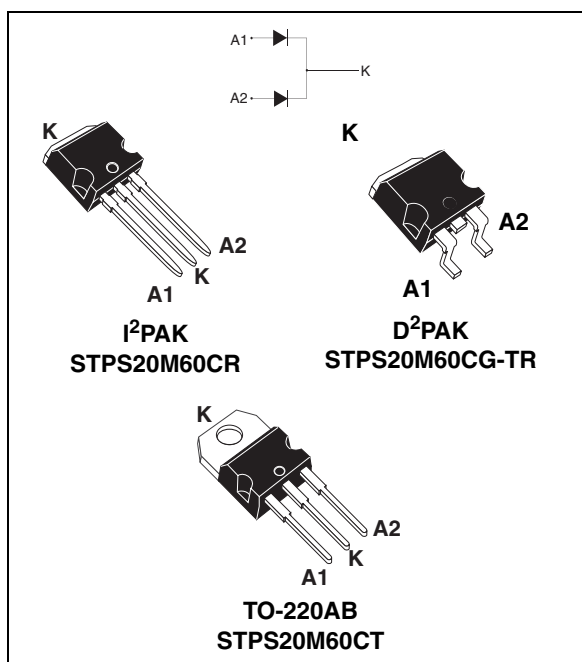 A1
K
A2
K
A2
K
A1
I²PAK
STPS20M60CR
K
A2
A1
D²PAK
STPS20M60CG-TR
K
A2
K
A1
TO-220AB
STPS20M60CT